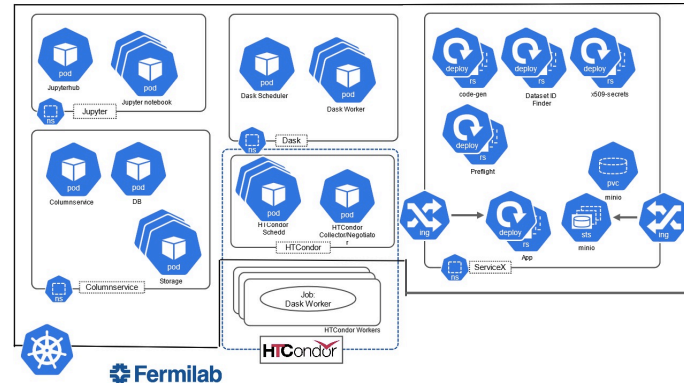 pod
Jupyterhub
pod
Jupyter notebook
ns
Jupyter
pod
Dask Scheduler
pod
Dask Worker
ns
Dask
deploy
rs
code-gen
deploy
rs
Dataset ID
Finder
deploy
rs
x509-secrets
deploy
rs
Preflight
pod
Columnservice
pod
DB
pod
Storage
ns
Columnservice
pod
HTCondor
Schedd
pod
HTCondor
Collector/Negotiato
r
HTCondor
pvc
minio
ing
deploy
rs
App
sts
minio
ing
ns
ServiceX
Job:
Dask Worker
HTCondor Workers
HTCondor
Fermilab